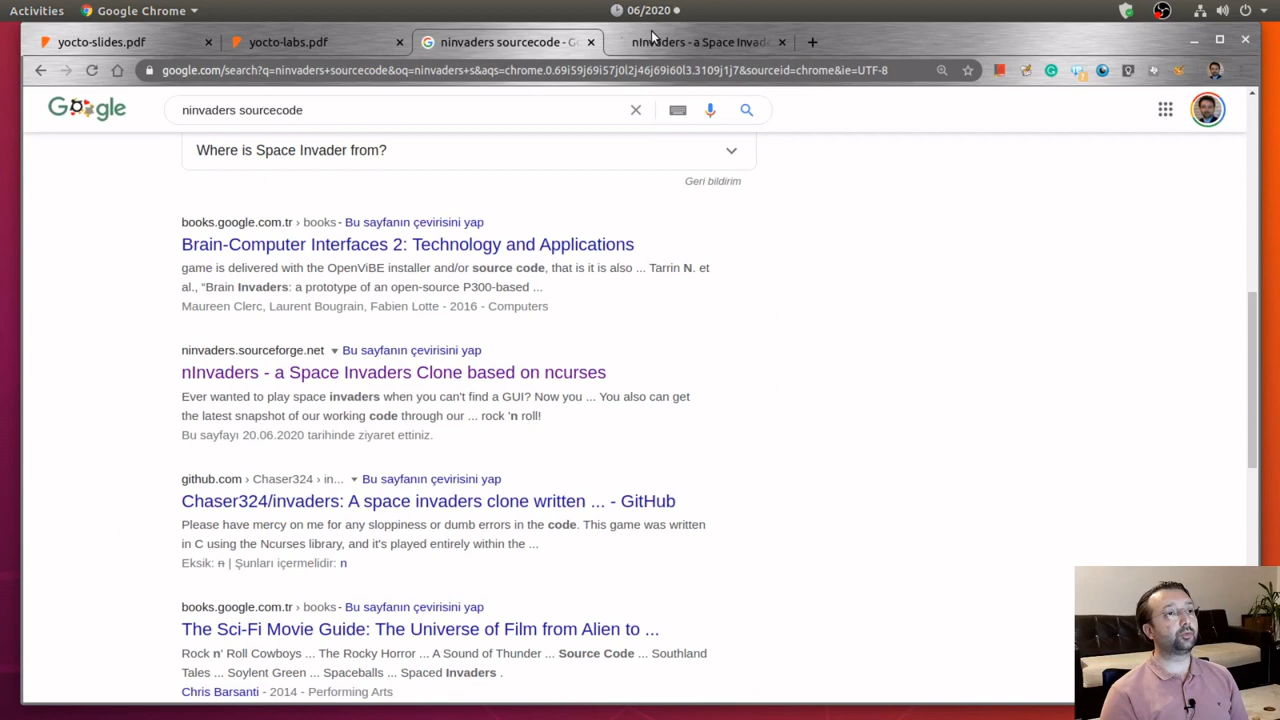 Activities Google Chrome 06/2020
yocto-slides.pdf × yocto-labs.pdf × ninvaders sourcecode - Go × nInvaders - a Space Invad × +
google.com/search?q=ninvaders+sourcecode&oq=ninvaders+s&aqs=chrome.0.69i59j69i57j0l2j46j69i60l3.3109j1j7&sourceid=chrome&ie=UTF-8
ninvaders sourcecode
Where is Space Invader from?
Geri bildirim
books.google.com.tr › books - Bu sayfanın çevirisini yap
Brain-Computer Interfaces 2: Technology and Applications
game is delivered with the OpenViBE installer and/or source code, that is it is also ... Tarrin N. et
al., “Brain Invaders: a prototype of an open-source P300-based ...
Maureen Clerc, Laurent Bougrain, Fabien Lotte - 2016 - Computers
ninvaders.sourceforge.net Bu sayfanın çevirisini yap
nInvaders - a Space Invaders Clone based on ncurses
Ever wanted to play space invaders when you can't find a GUI? Now you ... You also can get
the latest snapshot of our working code through our ... rock 'n roll!
Bu sayfayı 20.06.2020 tarihinde ziyaret ettiniz.
github.com › Chaser324 › in... Bu sayfanın çevirisini yap
Chaser324/invaders: A space invaders clone written ... - GitHub
Please have mercy on me for any sloppiness or dumb errors in the code. This game was written
in C using the Ncurses library, and it's played entirely within the ...
Eksik: n | Şunları içermelidir: n
books.google.com.tr › books - Bu sayfanın çevirisini yap
The Sci-Fi Movie Guide: The Universe of Film from Alien to ...
Rock n' Roll Cowboys ... The Rocky Horror ... A Sound of Thunder ... Source Code ... Southland
Tales ... Soylent Green ... Spaceballs ... Spaced Invaders .
Chris Barsanti - 2014 - Performing Arts